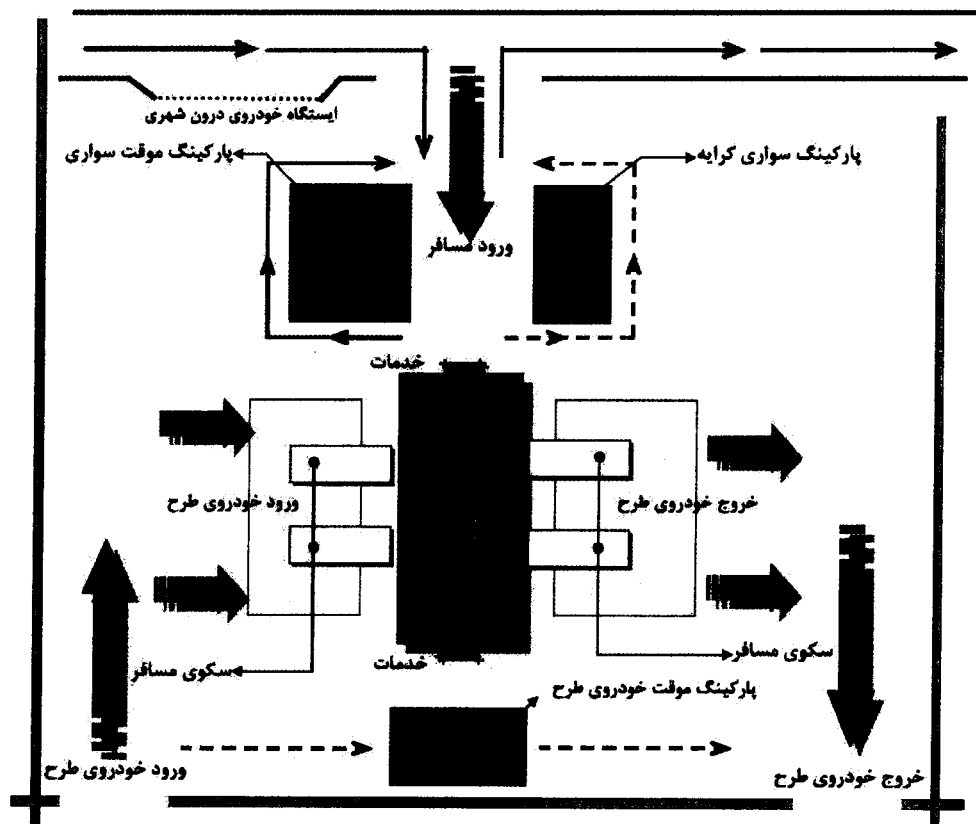 ایستگاه خودروی درون شهری
پارکینگ سواری کرایه
پارکینگ موقت سواری
ورود مسافر
خدمات
خروج خودروی طرح
ورود خودروی طرح
سکوی مسافر
خدمات
سکوی مسافر
پارکینگ موقت خودروی طرح
خروج خودروی طرح
ورود خودروی طرح